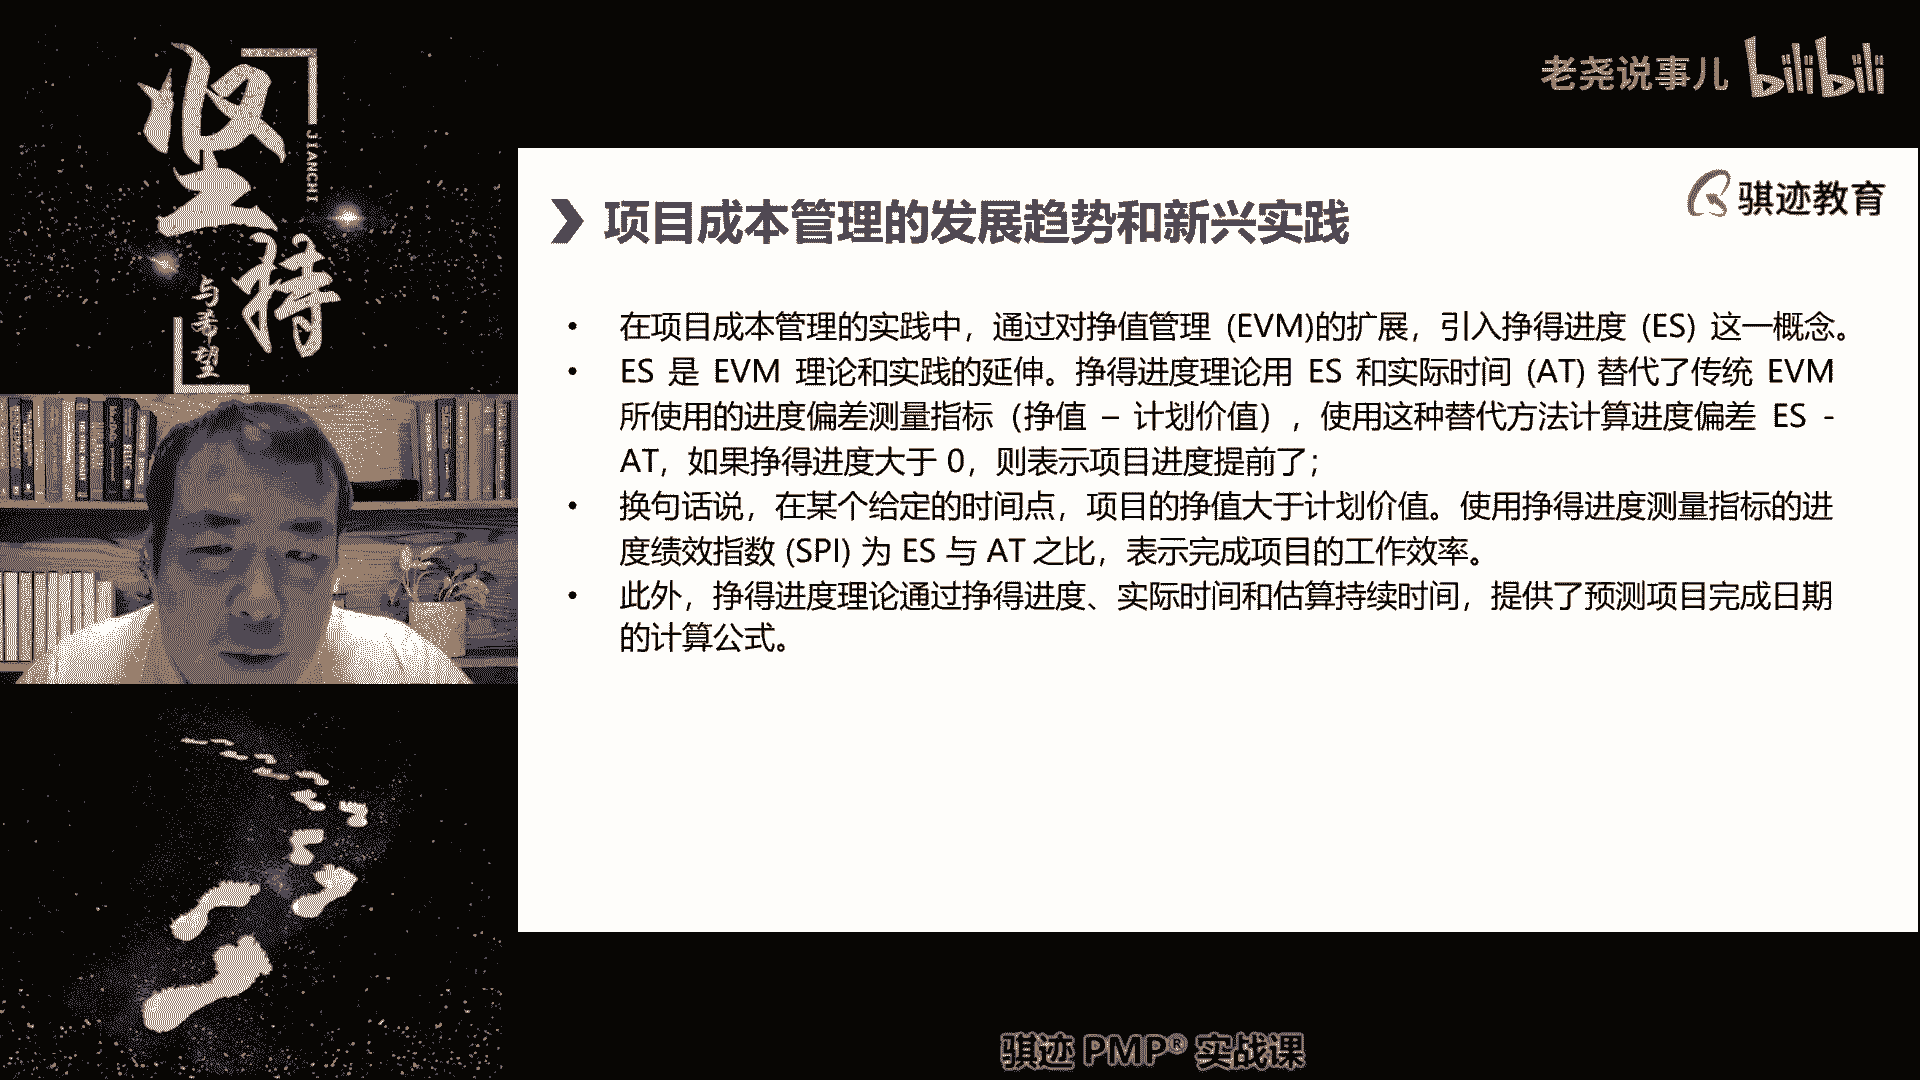 坚持
JIANCHI
与希望
老尧说事儿 bilibili
骐迹教育
项目成本管理的发展趋势和新兴实践
• 在项目成本管理的实践中，通过对挣值管理 (EVM)的扩展，引入挣得进度 (ES) 这一概念。
• ES 是 EVM 理论和实践的延伸。挣得进度理论用 ES 和实际时间 (AT) 替代了传统 EVM
所使用的进度偏差测量指标（挣值 – 计划价值），使用这种替代方法计算进度偏差 ES -
AT，如果挣得进度大于 0，则表示项目进度提前了；
• 换句话说，在某个给定的时间点，项目的挣值大于计划价值。使用挣得进度测量指标的进
度绩效指数 (SPI) 为 ES 与 AT 之比，表示完成项目的工作效率。
• 此外，挣得进度理论通过挣得进度、实际时间和估算持续时间，提供了预测项目完成日期
的计算公式。
骐迹 PMP® 实战课